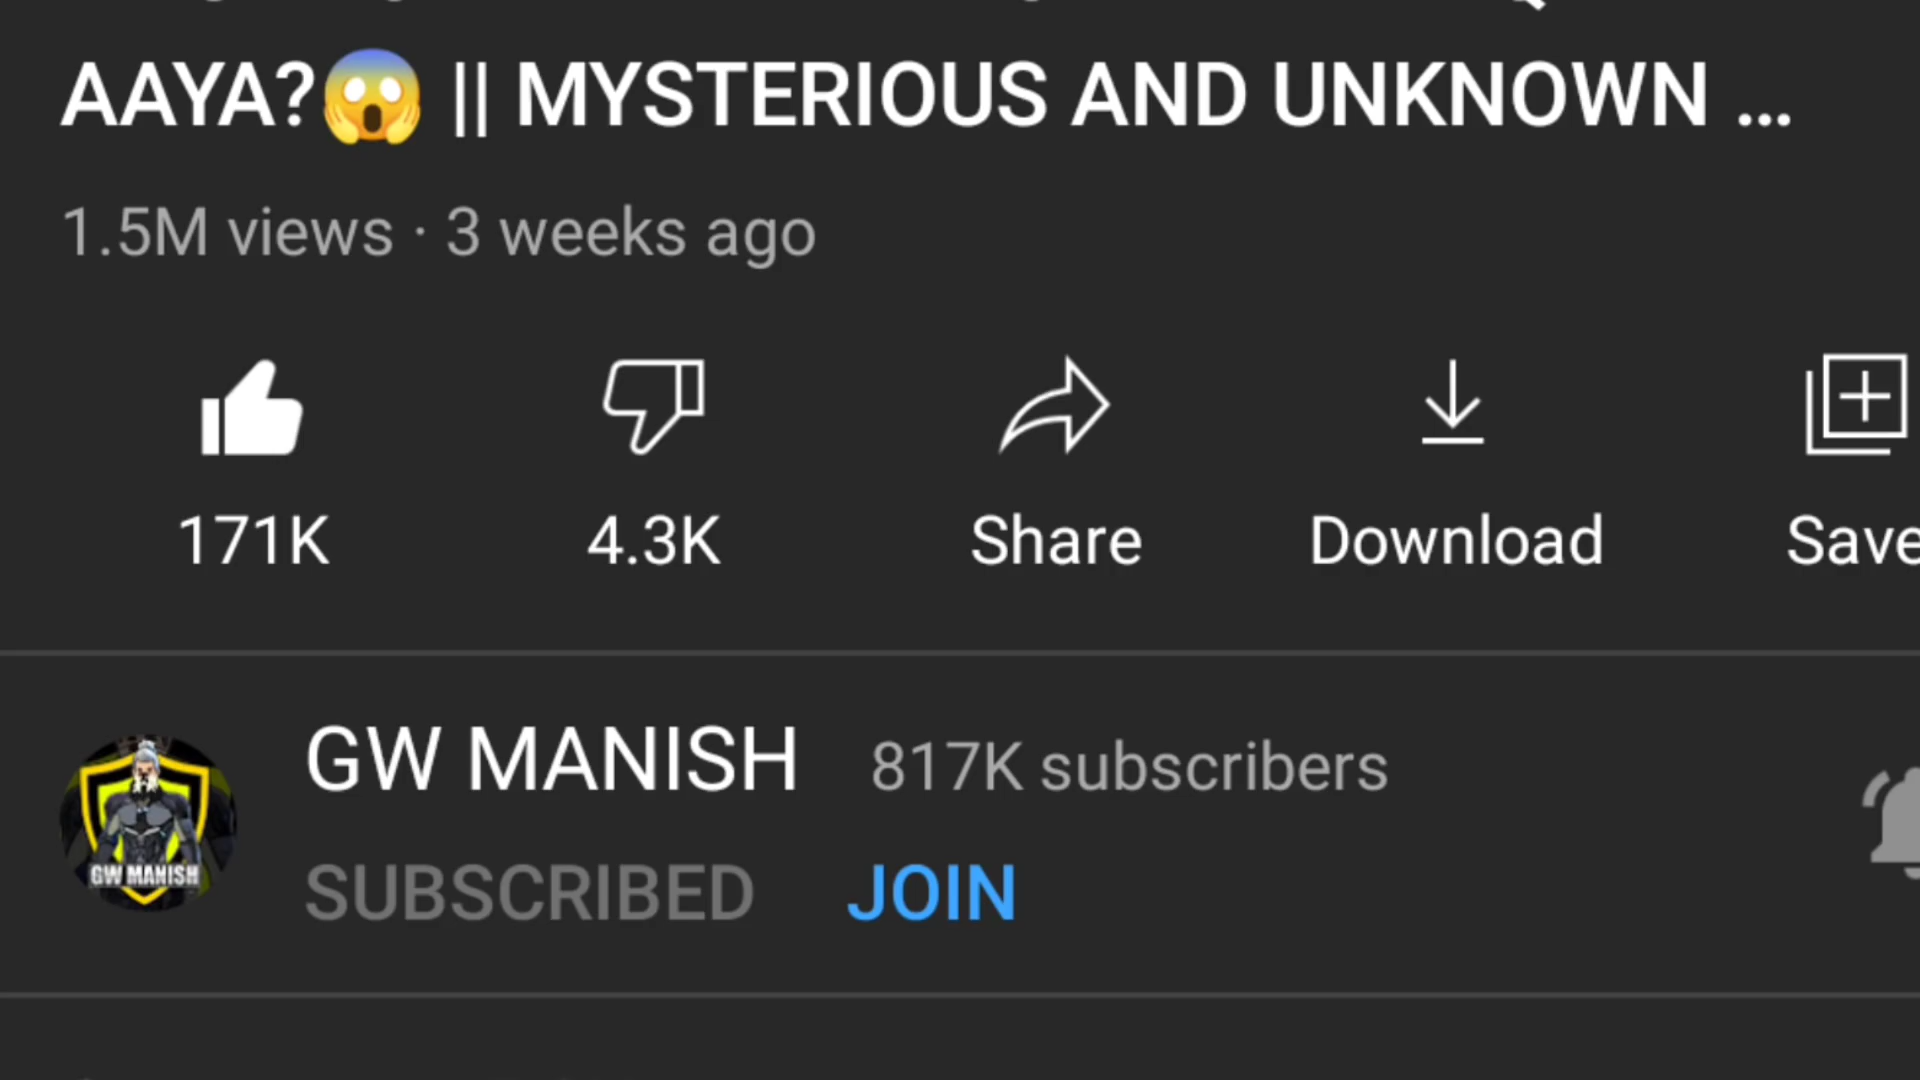 AAYA?😱 || MYSTERIOUS AND UNKNOWN ...
1.5M views · 3 weeks ago
171K 4.3K Share Download Save
GW MANISH 817K subscribers
GW MANISH
SUBSCRIBED JOIN